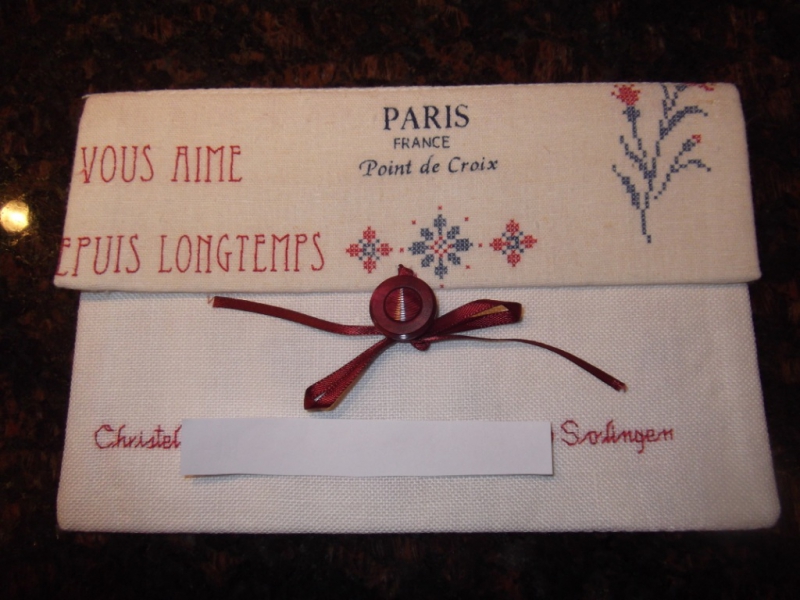 PARIS
FRANCE
Point de Croix
VOUS AIME
EPUIS LONGTEMPS
Christel Solingen